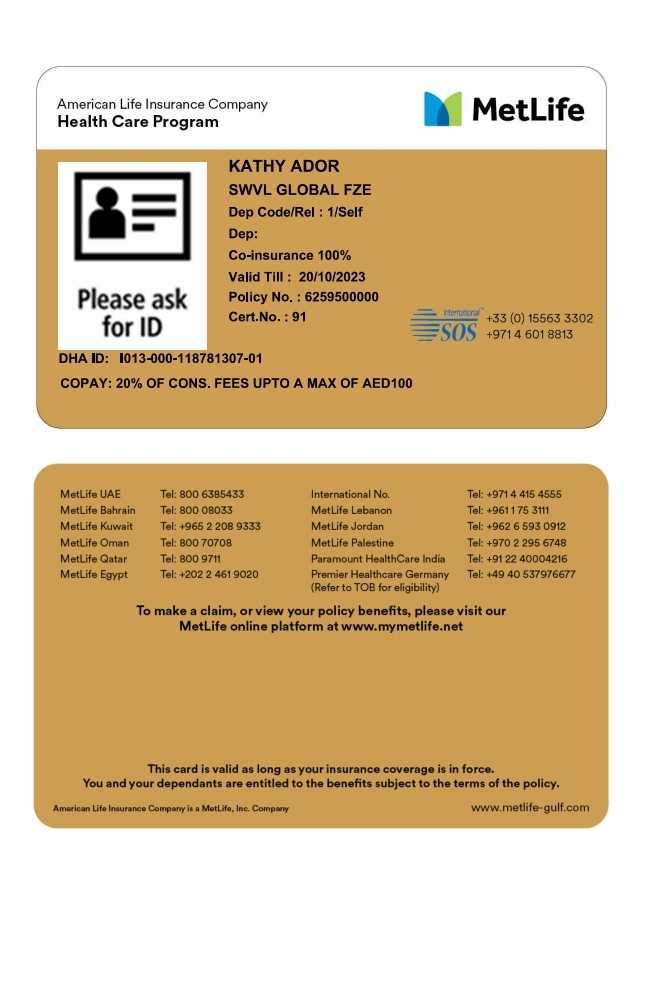 American Life Insurance Company
Health Care Program
MetLife
KATHY ADOR
SWVL GLOBAL FZE
Dep Code/Rel : 1/Self
Dep:
Co-insurance 100%
Valid Till : 20/10/2023
Policy No. : 6259500000
Cert.No. : 91
Please ask
for ID
International
SOS
+33 (0) 15563 3302
+971 4 601 8813
DHA ID: I013-000-118781307-01
COPAY: 20% OF CONS. FEES UPTO A MAX OF AED100
MetLife UAE Tel: 800 6385433
MetLife Bahrain Tel: 800 08033
MetLife Kuwait Tel: +965 2 208 9333
MetLife Oman Tel: 800 70708
MetLife Qatar Tel: 800 9711
MetLife Egypt Tel: +202 2 461 9020
International No. Tel: +971 4 415 4555
MetLife Lebanon Tel: +961 1 75 3111
MetLife Jordan Tel: +962 6 593 0912
MetLife Palestine Tel: +970 2 295 6748
Paramount HealthCare India Tel: +91 22 40004216
Premier Healthcare Germany Tel: +49 40 537976677
(Refer to TOB for eligibility)
To make a claim, or view your policy benefits, please visit our
MetLife online platform at www.mymetlife.net
This card is valid as long as your insurance coverage is in force.
You and your dependants are entitled to the benefits subject to the terms of the policy.
American Life Insurance Company is a MetLife, Inc. Company
www.metlife-gulf.com